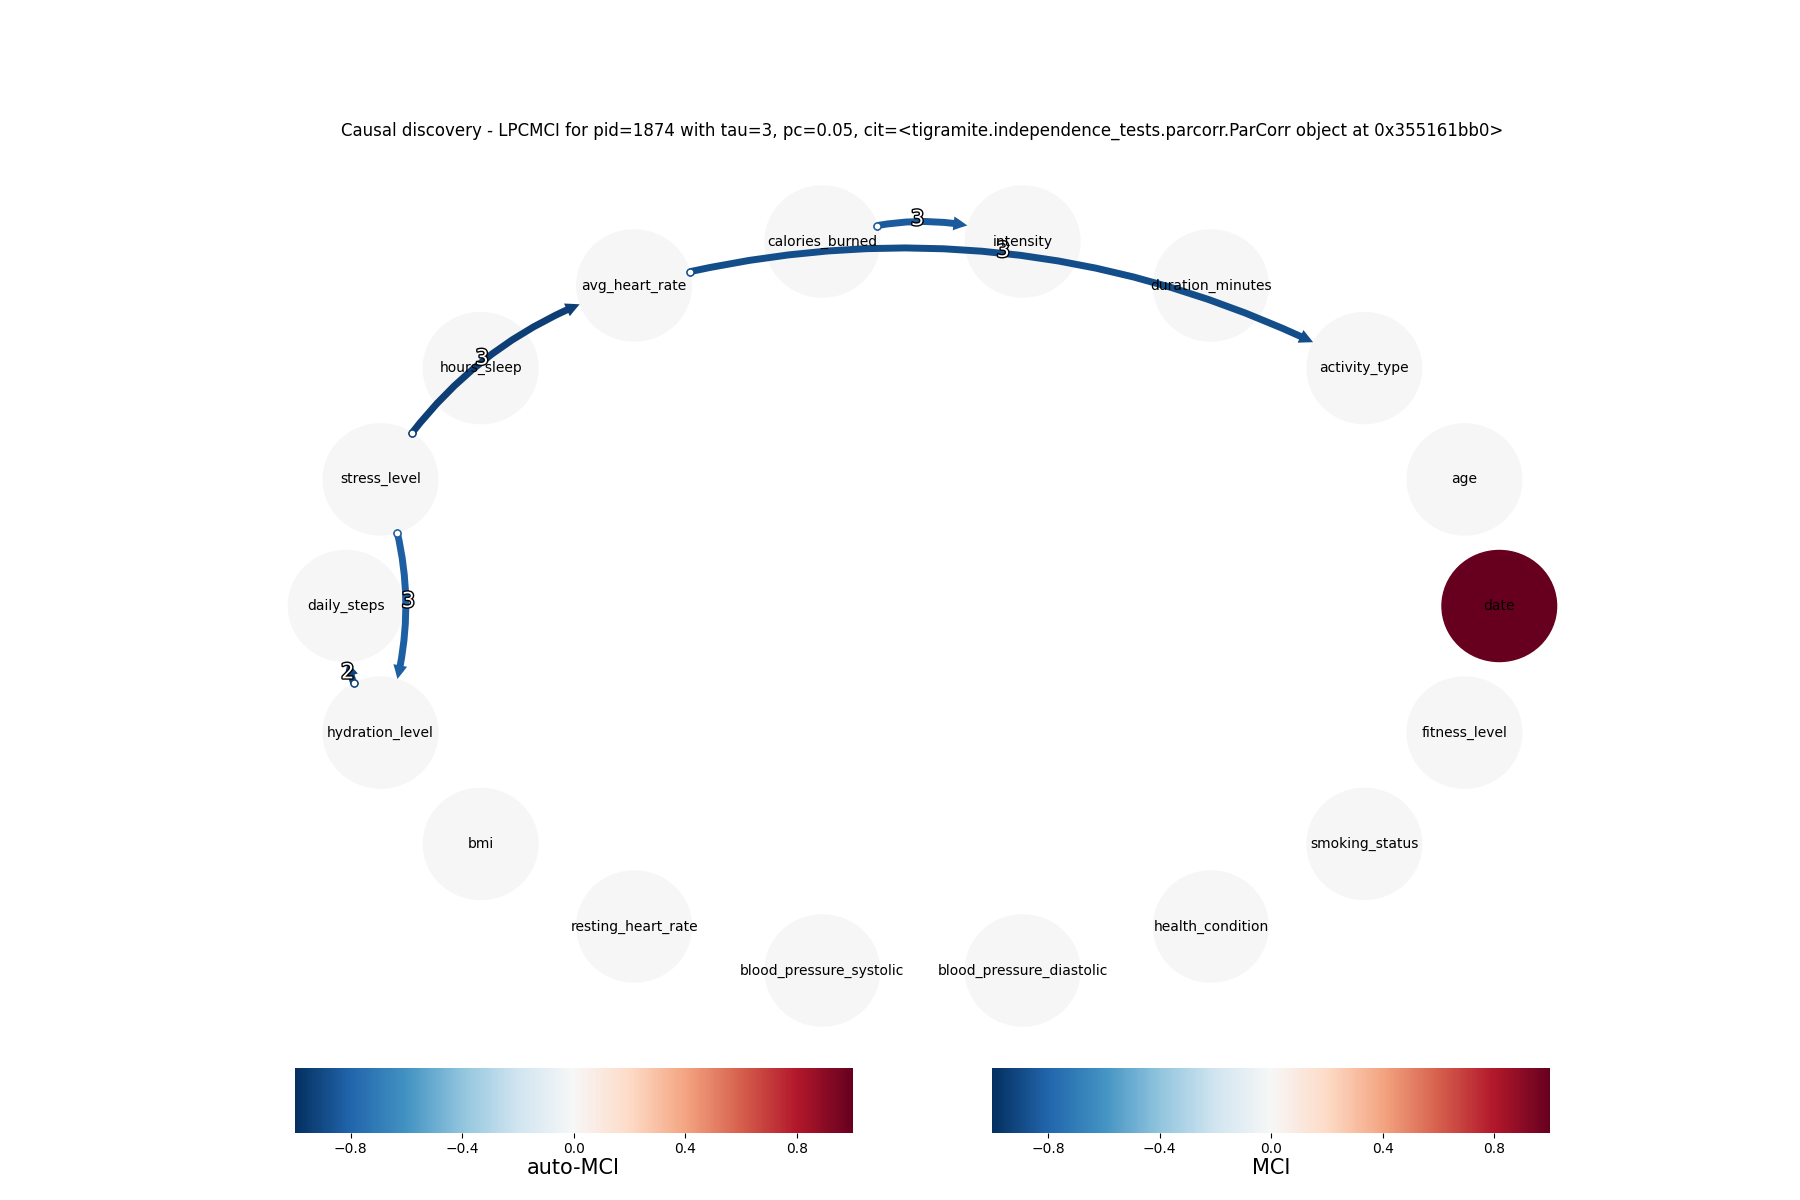 Causal discovery - LPCMCI for pid=1874 with tau=3, pc=0.05, cit=<tigramite.independence_tests.parcorr.ParCorr object at 0x355161bb0>
3
calories_burned
intensity
3
avg_heart_rate
duration_minutes
3
hours_sleep
activity_type
stress_level
age
3
daily_steps
date
2
hydration_level
fitness_level
bmi
smoking_status
resting_heart_rate
health_condition
blood_pressure_systolic
blood_pressure_diastolic
−0.8 −0.4 0.0 0.4 0.8
auto-MCI
−0.8 −0.4 0.0 0.4 0.8
MCI